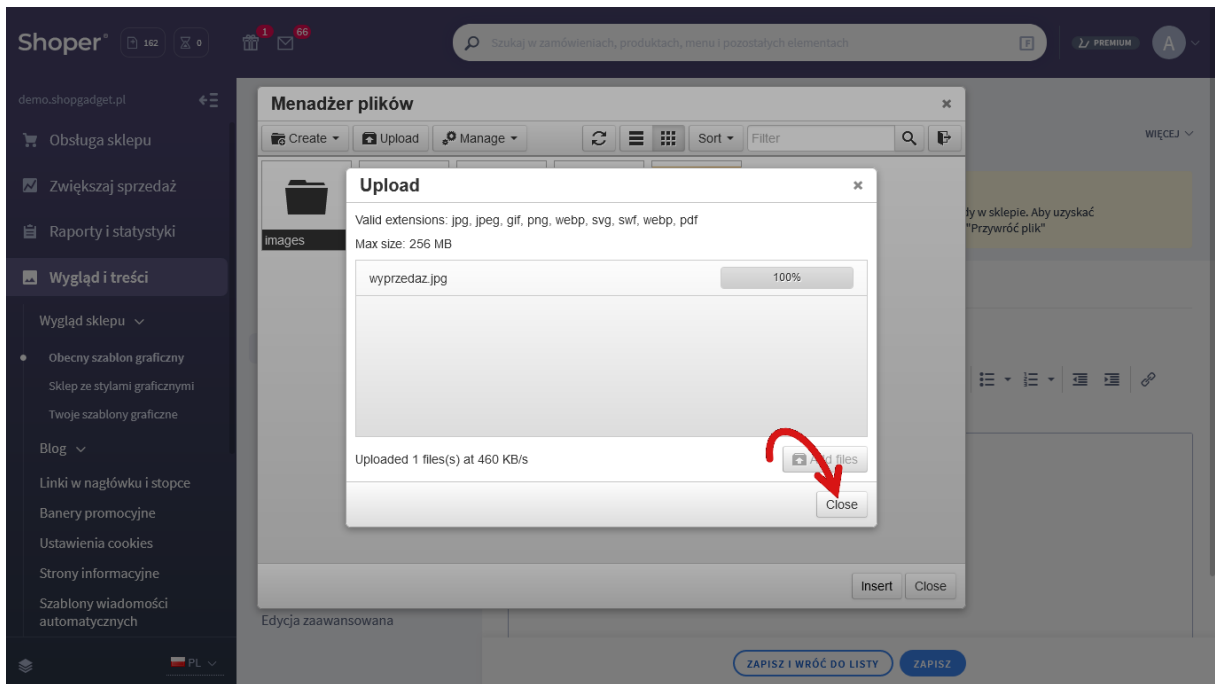 Shoper°
162
0
1
66
Szukaj w zamówieniach, produktach, menu i pozostałych elementach
F
PREMIUM
A
demo.shopgadget.pl
Obsługa sklepu
Zwiększaj sprzedaż
Raporty i statystyki
Wygląd i treści
Wygląd sklepu
Obecny szablon graficzny
Sklep ze stylami graficznymi
Twoje szablony graficzne
Blog
Linki w nagłówku i stopce
Banery promocyjne
Ustawienia cookies
Strony informacyjne
Szablony wiadomości
automatycznych
PL
Menadżer plików
Create
Upload
Manage
Sort
Filter
WIĘCEJ
images
w sklepie. Aby uzyskać
"Przywróć plik"
Upload
Valid extensions: jpg, jpeg, gif, png, webp, svg, swf, webp, pdf
Max size: 256 MB
wyprzedaz.jpg
100%
Uploaded 1 files(s) at 460 KB/s
Add files
Close
Insert
Close
Edycja zaawansowana
ZAPISZ I WRÓĆ DO LISTY
ZAPISZ